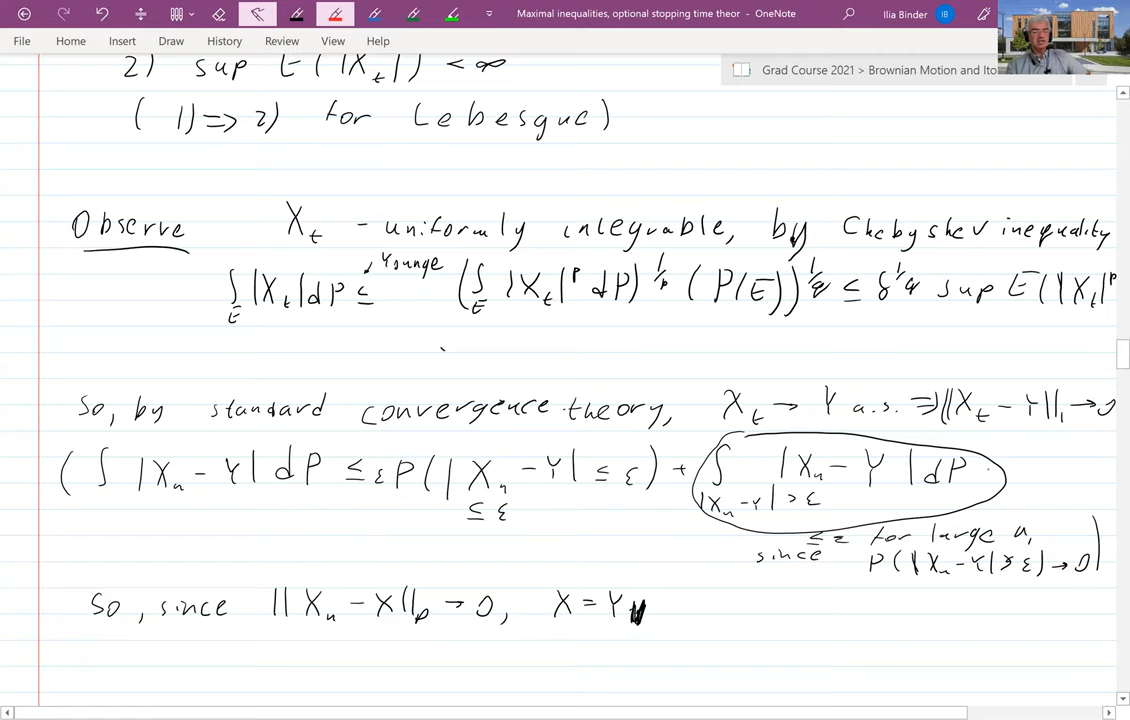 Maximal inequalities, optional stopping time theor - OneNote
Ilia Binder IB
File Home Insert Draw History Review View Help
Grad Course 2021 > Brownian Motion and Ito
2) sup E(|X_t|) < ∞
( 1) => 2) for Lebesgue)
Observe X_t - uniformly integrable, by Chebyshev inequality
∫_E |X_t| dP ≤ Younge (∫_E |X_t|^p dP)^{1/p} (P(E))^{1/q} ≤ δ^{1/q} sup E(|X_t|^p
So, by standard convergence theory, X_t → Y a.s. => ||X_t - Y||_1 → 0
(∫ |X_n - Y| dP ≤ ε P(|X_n - Y| ≤ ε) + ∫_{|X_n - Y| > ε} |X_n - Y| dP
≤ ε
≤ ε for large n,
since P(|X_n - Y| > ε) → 0)
So, since ||X_n - X||_p → 0, X = Y